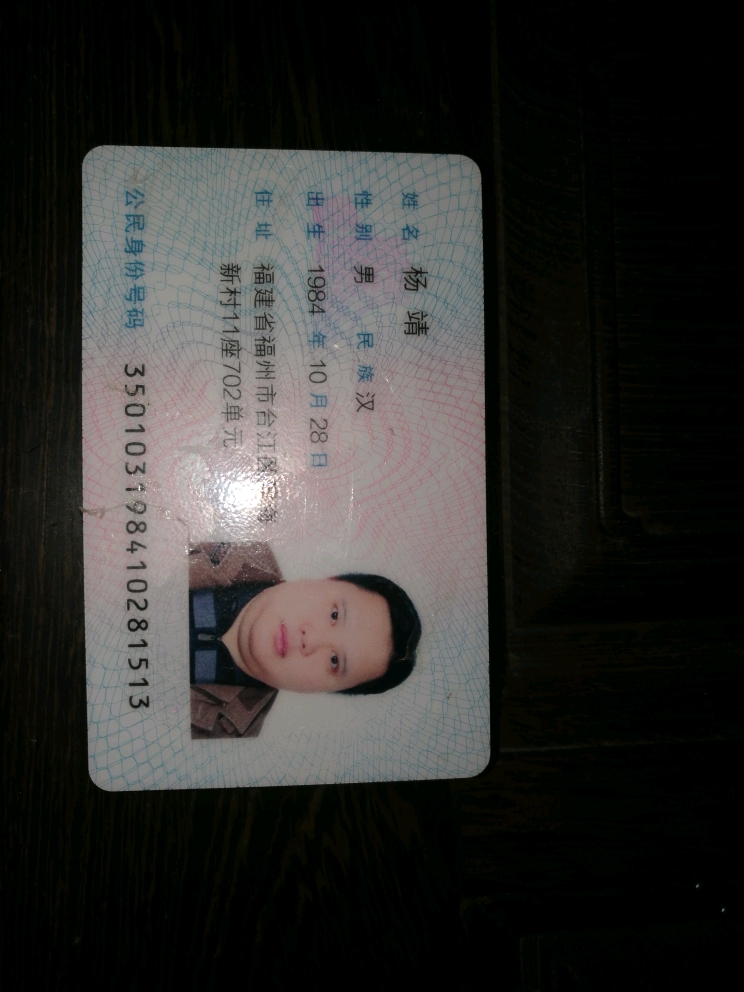 姓名 杨靖
性别 男 民族 汉
出生 1984 年 10 月 28 日
住址 福建省福州市台江区
新村11座702单元
公民身份号码 350103198410281513